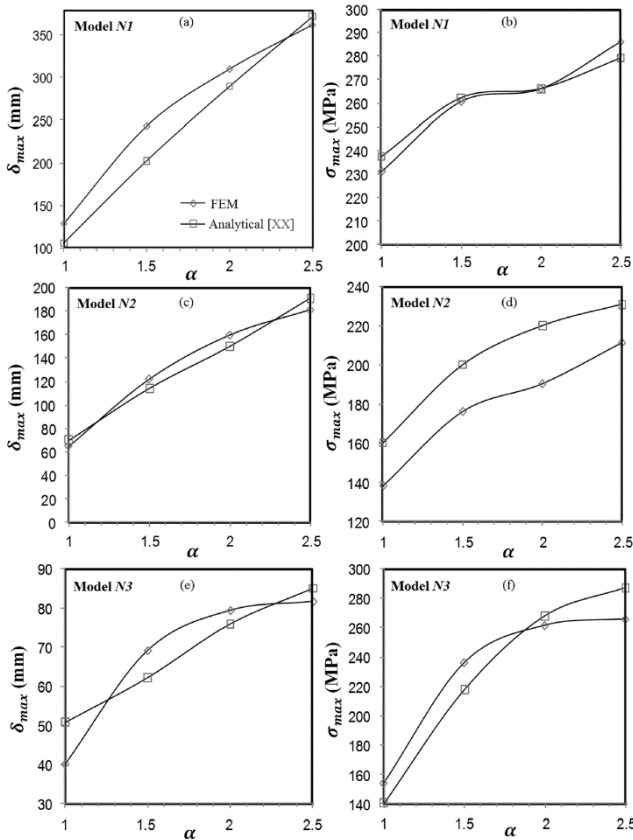 Model N1
(a)
350
300
250
200
150
100
δmax (mm)
FEM
Analytical [XX]
1
1.5
2
2.5
α
Model N1
(b)
300
290
280
270
260
250
240
230
220
210
200
σmax (MPa)
1
1.5
2
2.5
α
Model N2
(c)
200
180
160
140
120
100
80
60
40
20
0
δmax (mm)
1
1.5
2
2.5
α
Model N2
(d)
240
220
200
180
160
140
120
σmax (MPa)
1
1.5
2
2.5
α
Model N3
(e)
90
80
70
60
50
40
30
δmax (mm)
1
1.5
2
2.5
α
Model N3
(f)
300
280
260
240
220
200
180
160
140
σmax (MPa)
1
1.5
2
2.5
α